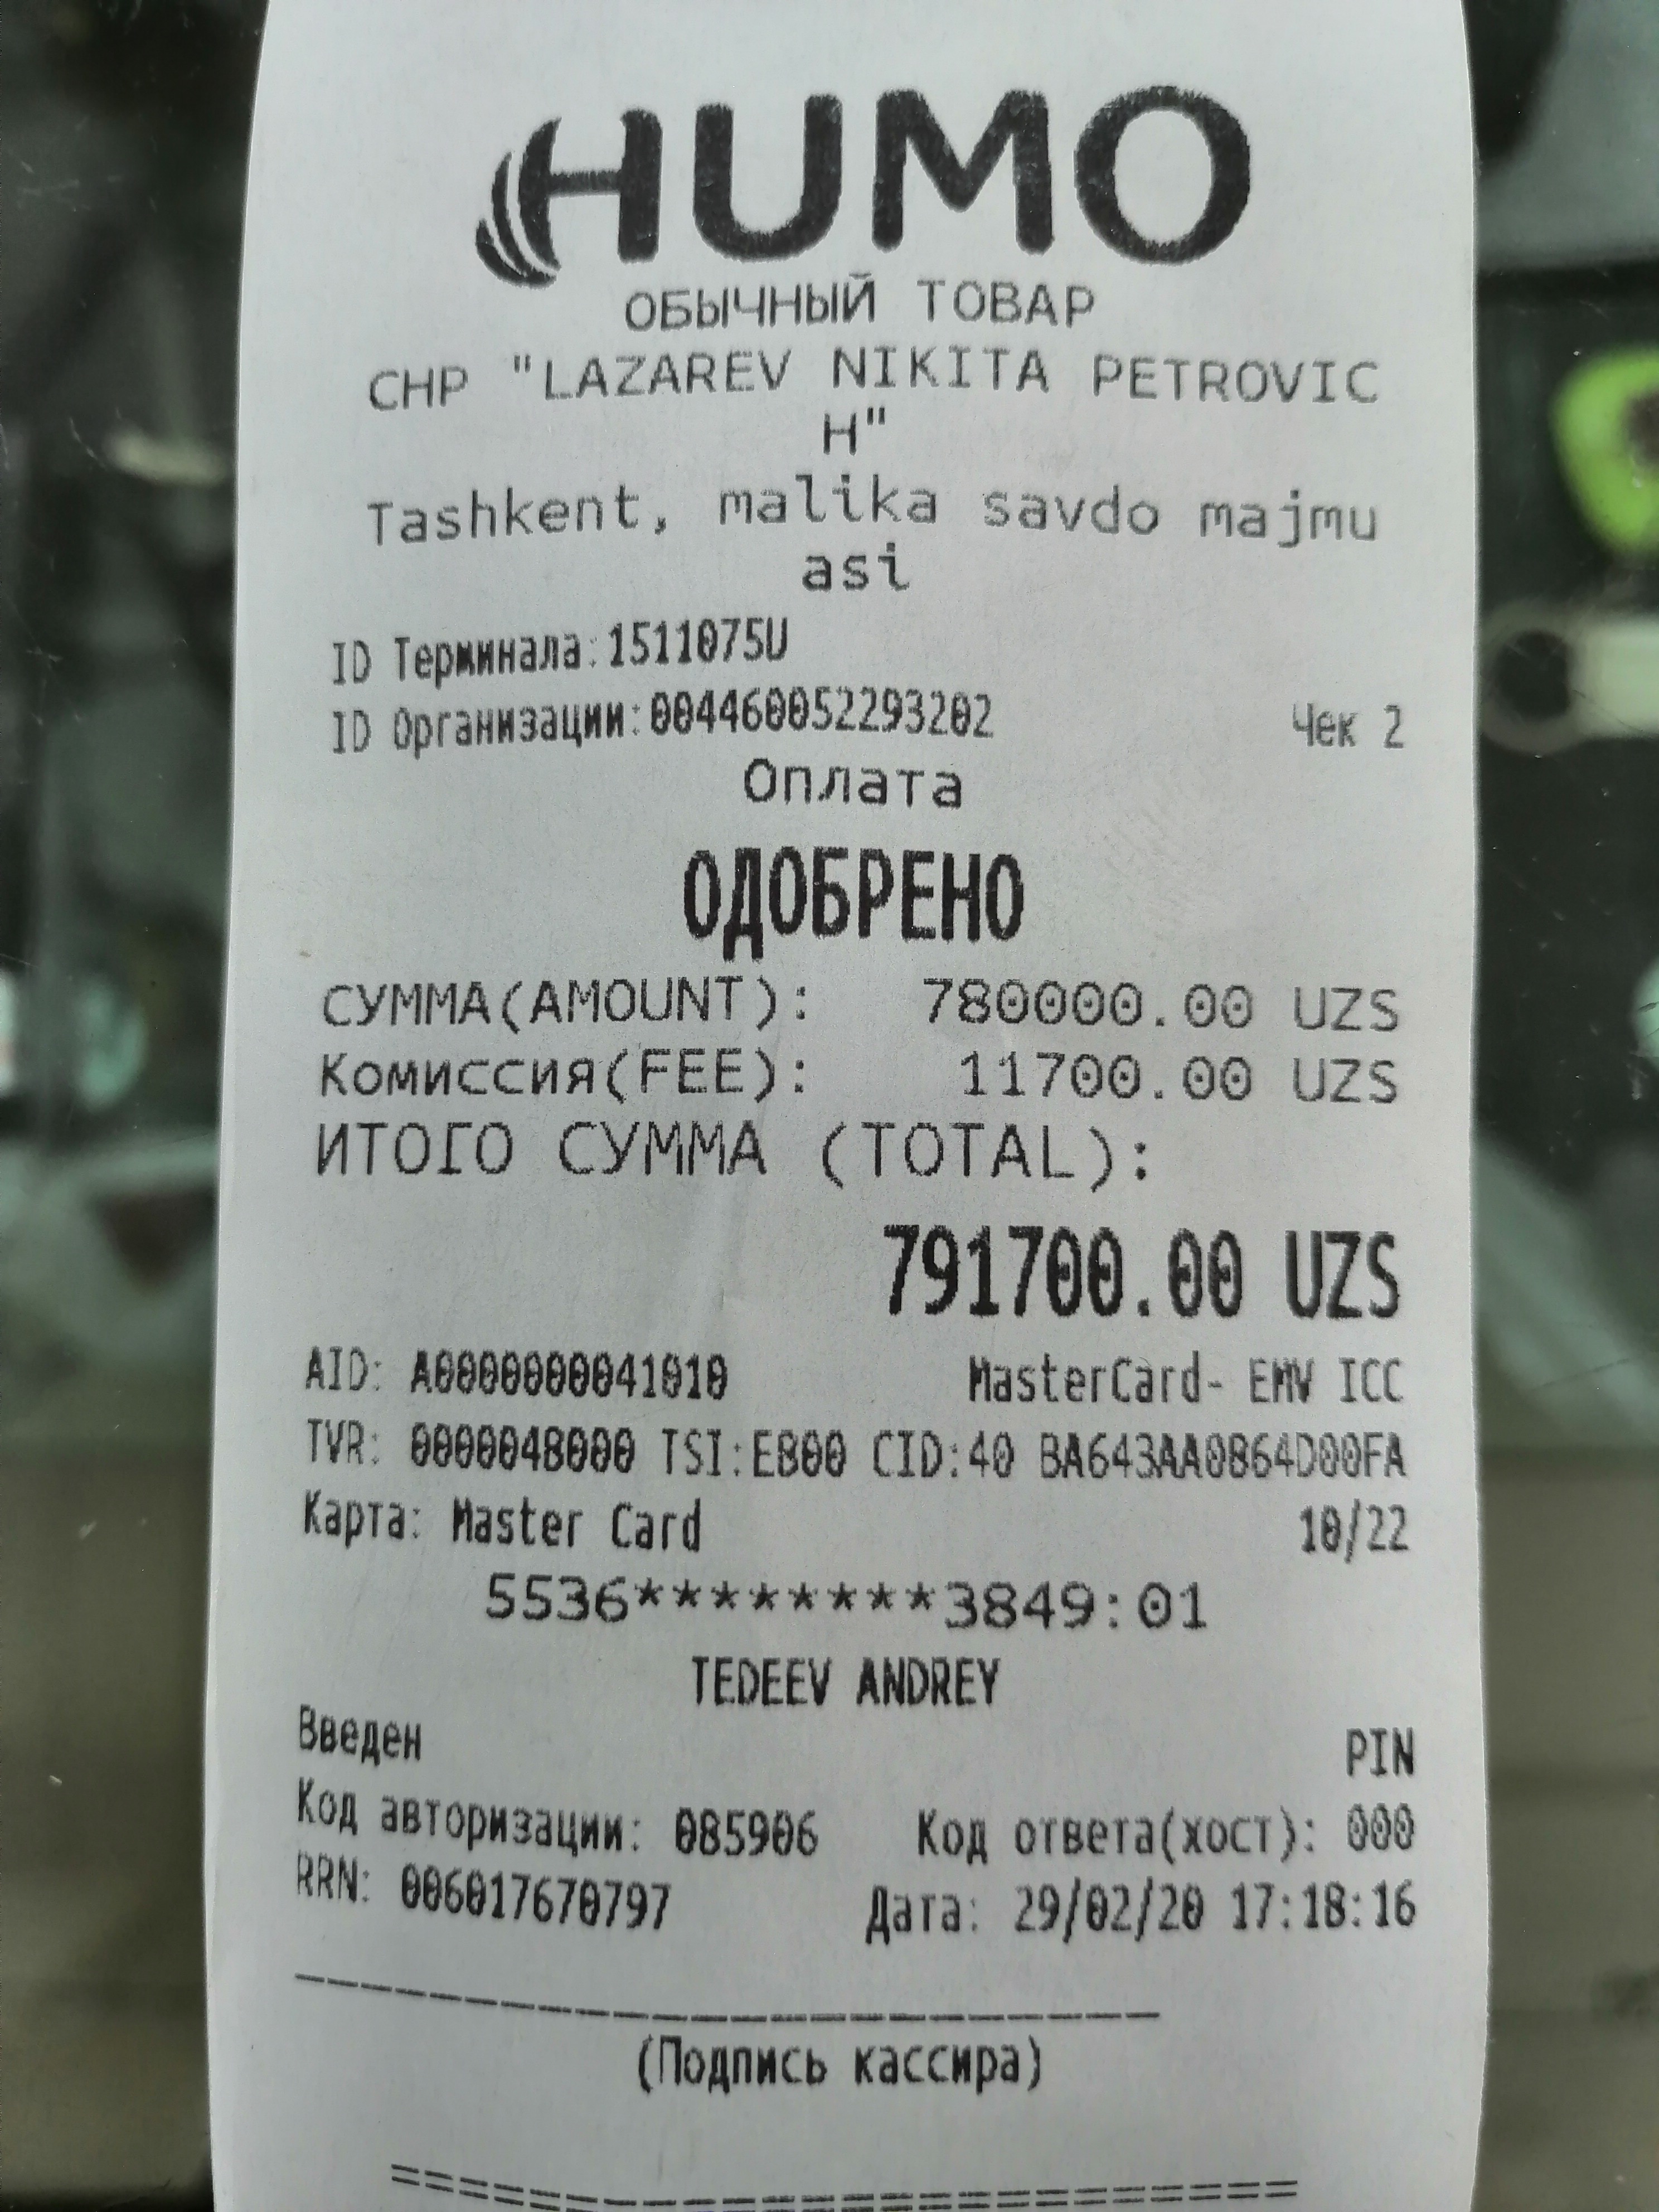 HUMO
ОБЫЧНЫЙ ТОВАР
CHP "LAZAREV NIKITA PETROVIC
H"
Tashkent, malika savdo majmu
asi
ID Терминала:1511075U
ID Организации:004460052293202 Чек 2
Оплата
ОДОБРЕНО
СУММА(AMOUNT): 780000.00 UZS
Комиссия(FEE): 11700.00 UZS
ИТОГО СУММА (TOTAL):
791700.00 UZS
AID: A0000000041010 MasterCard- EMV ICC
TVR: 0000048000 TSI:E800 CID:40 BA643AA0864D00FA
Карта: Master Card 10/22
5536********3849:01
TEDEEV ANDREY
Введен PIN
Код авторизации: 085906 Код ответа(хост): 000
RRN: 006017670797 Дата: 29/02/20 17:18:16
(Подпись кассира)